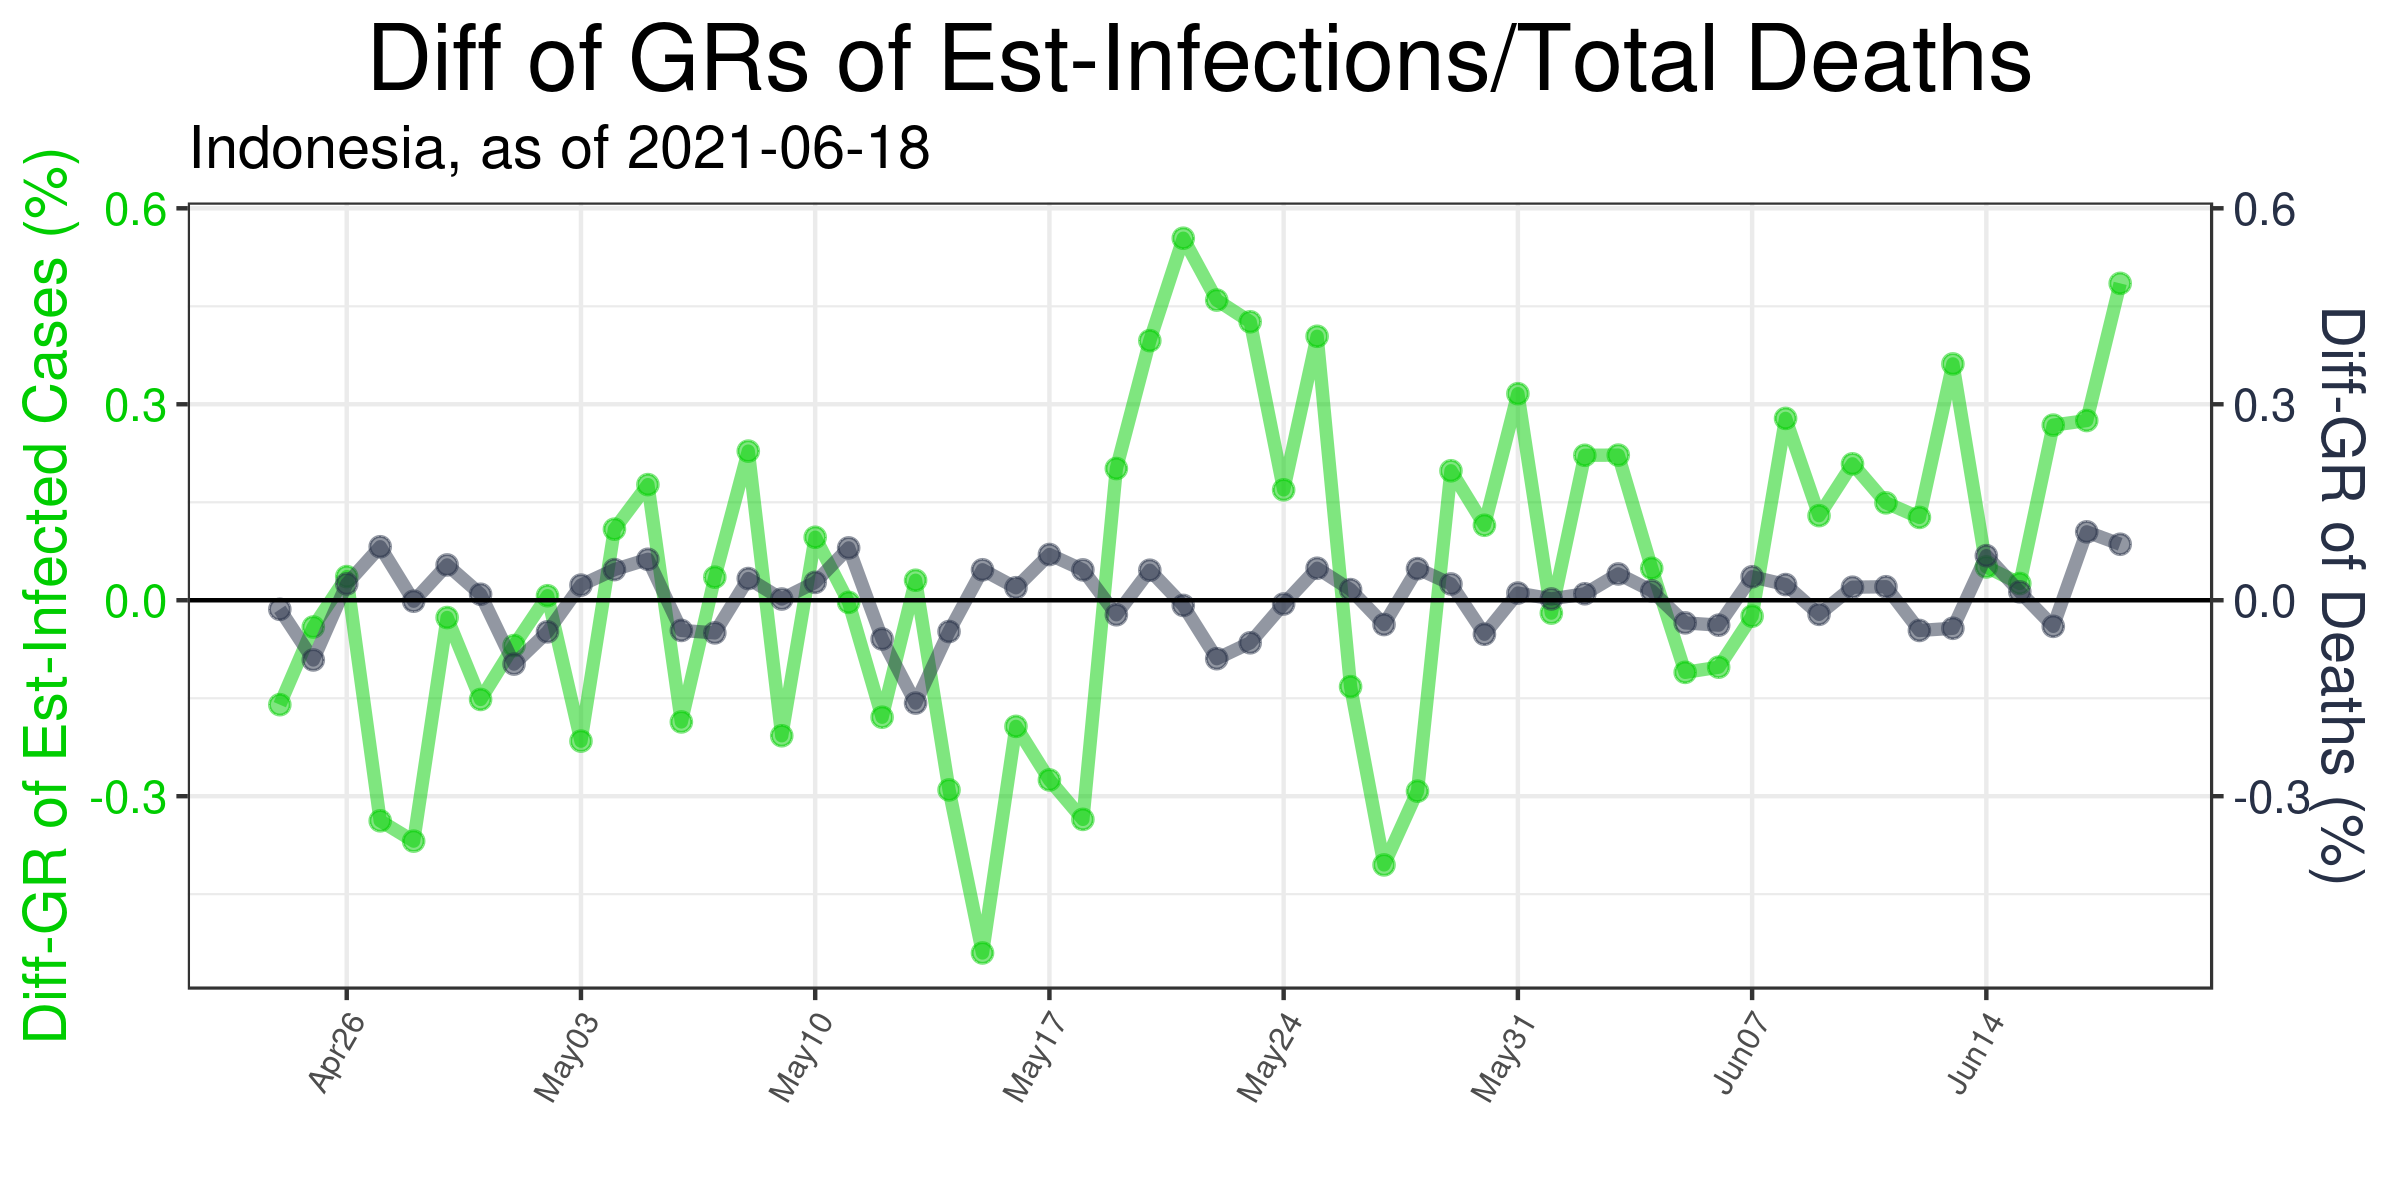 Diff of GRs of Est-Infections/Total Deaths
Indonesia, as of 2021-06-18
Diff-GR of Est-Infected Cases (%)
0.6
0.3
0.0
-0.3
0.6
0.3
0.0
-0.3
Diff-GR of Deaths (%)
Apr26
May03
May10
May17
May24
May31
Jun07
Jun14